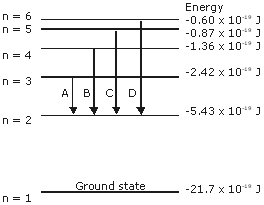 Energy
n = 6 -0.60 x 10⁻¹⁹ J
n = 5 -0.87 x 10⁻¹⁹ J
n = 4 -1.36 x 10⁻¹⁹ J
n = 3 -2.42 x 10⁻¹⁹ J
A B C D
n = 2 -5.43 x 10⁻¹⁹ J
Ground state
n = 1 -21.7 x 10⁻¹⁹ J